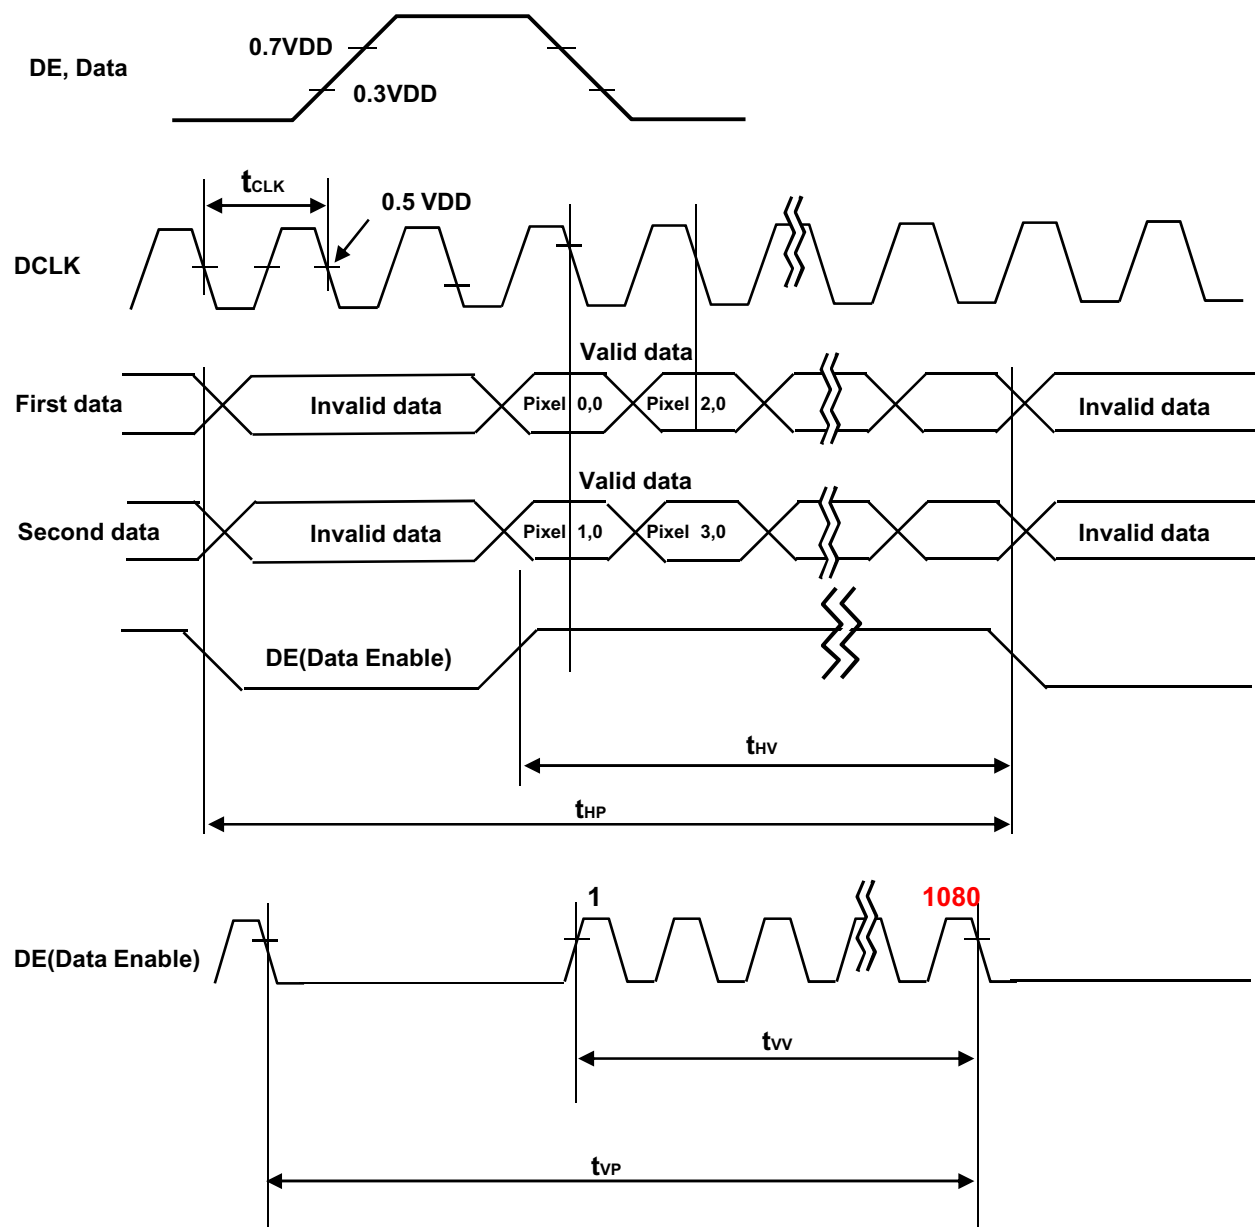 0.7VDD
DE, Data
0.3VDD
tCLK
0.5 VDD
DCLK
Valid data
First data
Invalid data
Pixel 0,0
Pixel 2,0
Invalid data
Valid data
Second data
Invalid data
Pixel 1,0
Pixel 3,0
Invalid data
DE(Data Enable)
tHV
tHP
1
1080
DE(Data Enable)
tVV
tVP